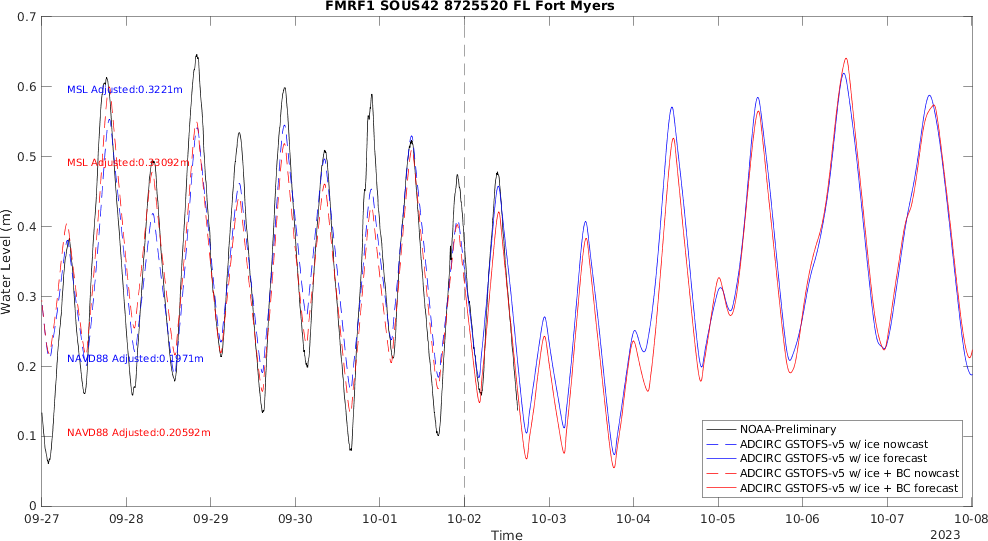 FMRF1 SOUS42 8725520 FL Fort Myers
0.7
0.6
0.5
0.4
0.3
0.2
0.1
0
Water Level (m)
MSL Adjusted:0.3221m
MSL Adjusted:0.33092m
NAVD88 Adjusted:0.1971m
NAVD88 Adjusted:0.20592m
NOAA-Preliminary
ADCIRC GSTOFS-v5 w/ ice nowcast
ADCIRC GSTOFS-v5 w/ ice forecast
ADCIRC GSTOFS-v5 w/ ice + BC nowcast
ADCIRC GSTOFS-v5 w/ ice + BC forecast
09-27 09-28 09-29 09-30 10-01 10-02 10-03 10-04 10-05 10-06 10-07 10-08
Time
2023